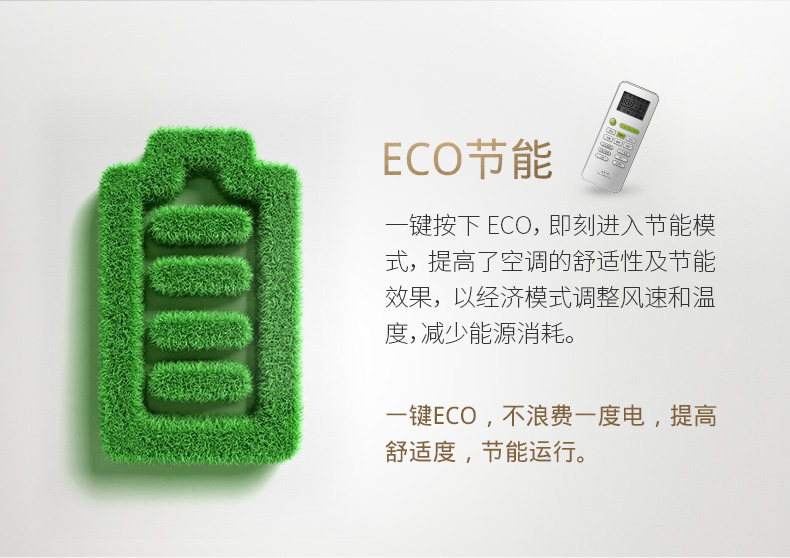 ECO节能
一键按下 ECO，即刻进入节能模
式，提高了空调的舒适性及节能
效果，以经济模式调整风速和温
度，减少能源消耗。
一键ECO，不浪费一度电，提高
舒适度，节能运行。